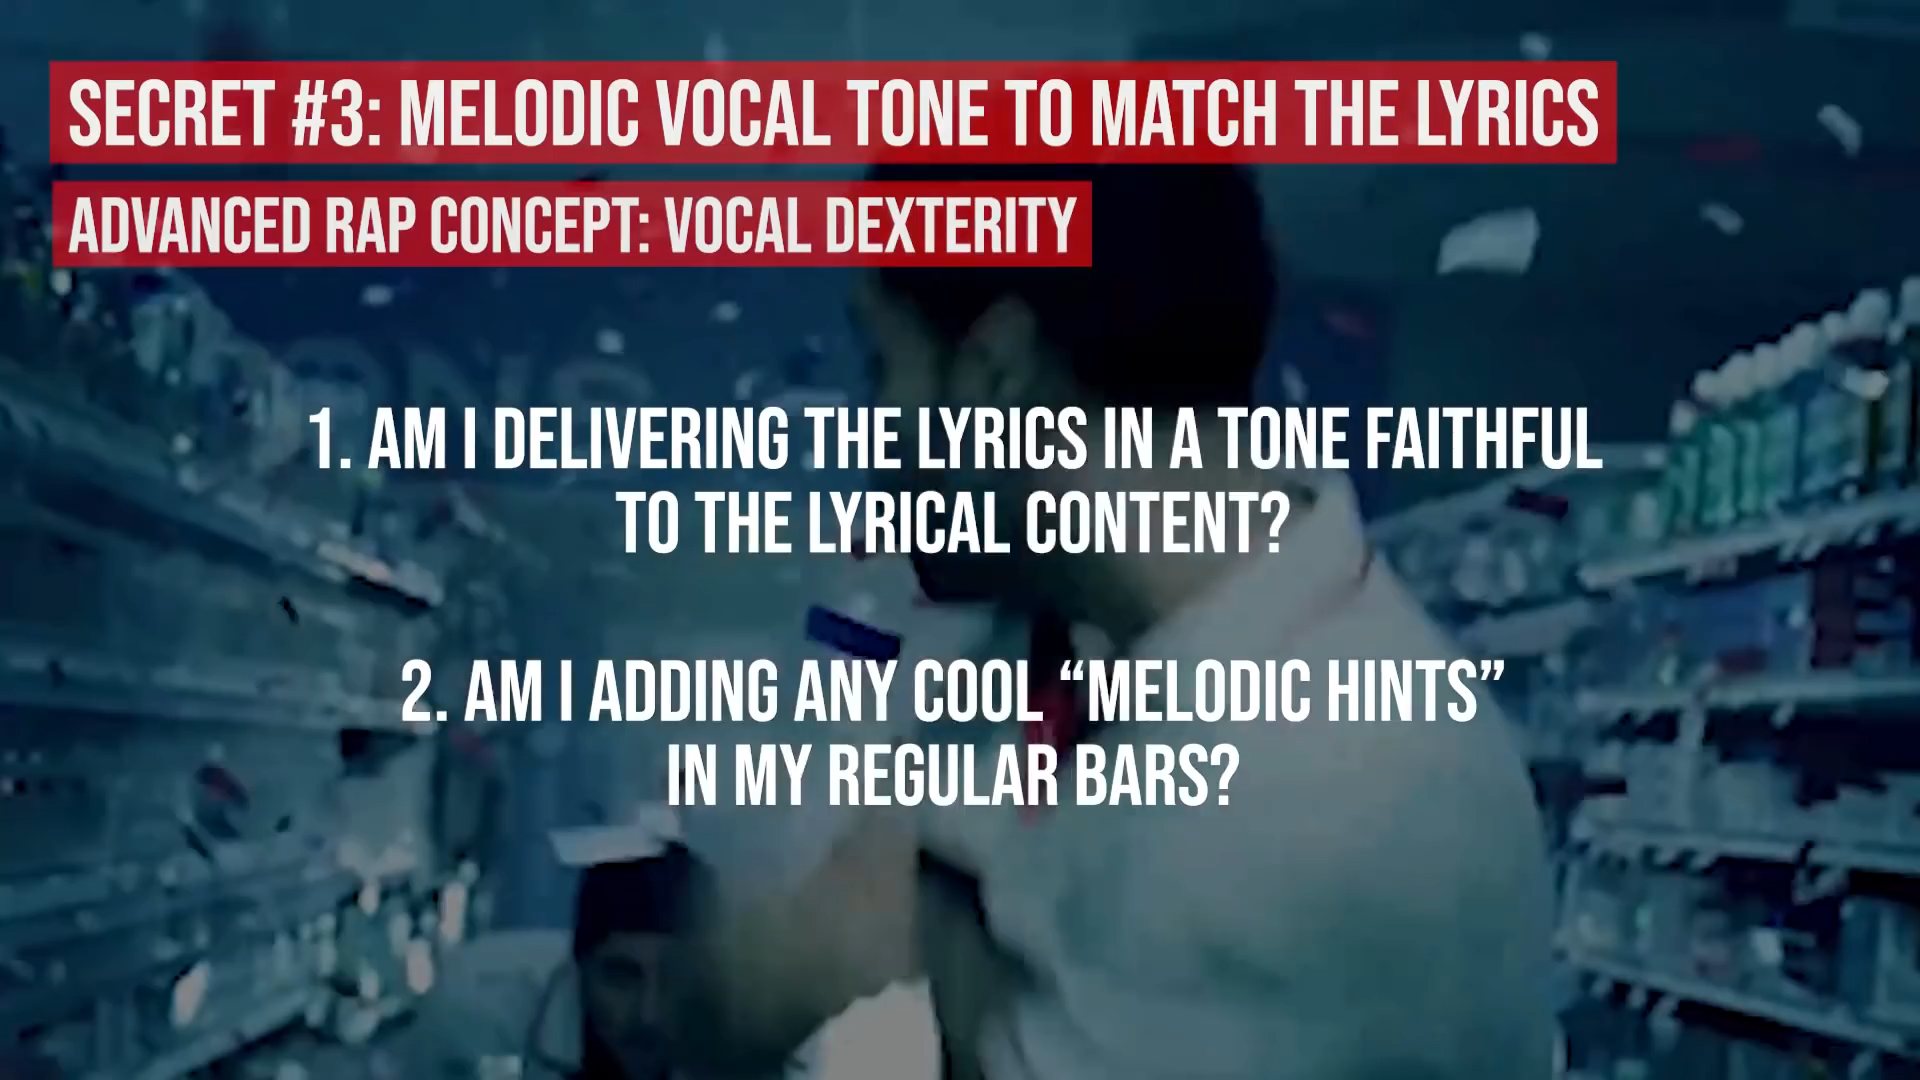 SECRET #3: MELODIC VOCAL TONE TO MATCH THE LYRICS
ADVANCED RAP CONCEPT: VOCAL DEXTERITY
1. AM I DELIVERING THE LYRICS IN A TONE FAITHFUL
TO THE LYRICAL CONTENT?
2. AM I ADDING ANY COOL “MELODIC HINTS”
IN MY REGULAR BARS?